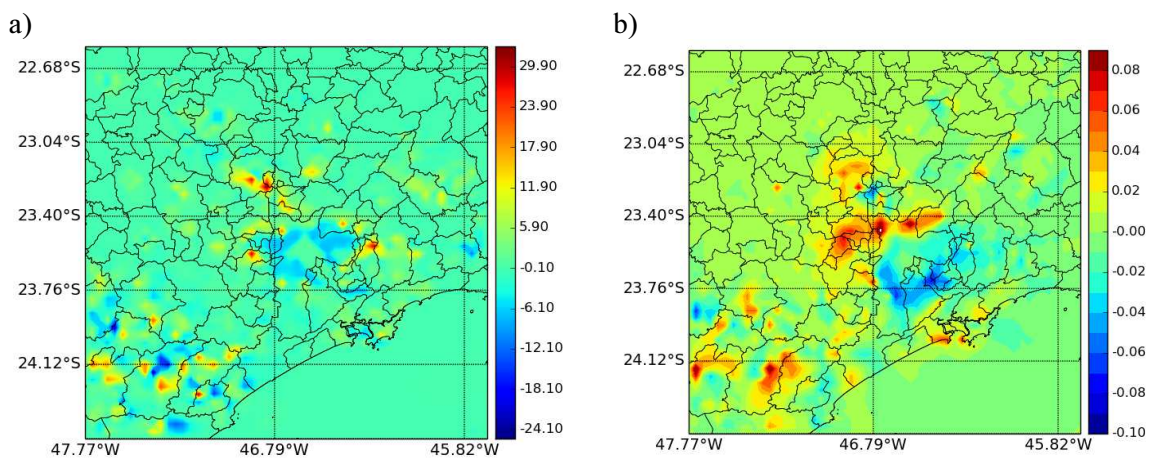 a)
22.68°S
23.04°S
23.40°S
23.76°S
24.12°S
47.77°W
46.79°W
45.82°W
29.90
23.90
17.90
11.90
5.90
-0.10
-6.10
-12.10
-18.10
-24.10
b)
22.68°S
23.04°S
23.40°S
23.76°S
24.12°S
47.77°W
46.79°W
45.82°W
0.08
0.06
0.04
0.02
-0.00
-0.02
-0.04
-0.06
-0.08
-0.10